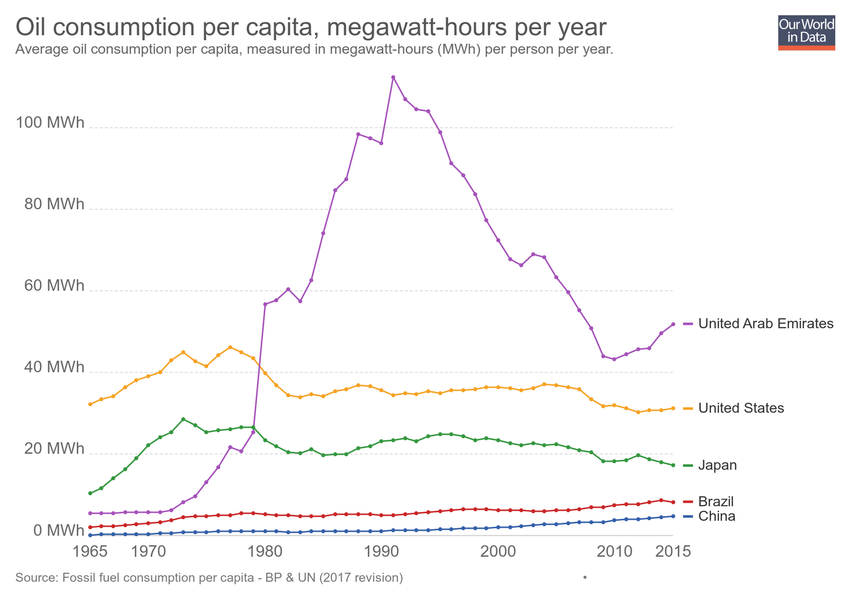 Oil consumption per capita, megawatt-hours per year
Average oil consumption per capita, measured in megawatt-hours (MWh) per person per year.
Our World
in Data
100 MWh
80 MWh
60 MWh
40 MWh
20 MWh
0 MWh
1965 1970 1980 1990 2000 2010 2015
United Arab Emirates
United States
Japan
Brazil
China
Source: Fossil fuel consumption per capita - BP & UN (2017 revision)